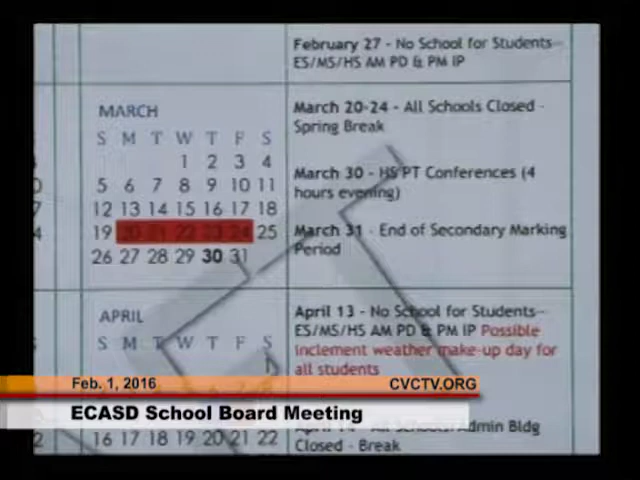 February 27 - No School for Students--
ES/MS/HS AM PD & PM IP
MARCH
S M T W T F S
1 2 3 4
5 6 7 8 9 10 11
12 13 14 15 16 17 18
19 20 21 22 23 24 25
26 27 28 29 30 31
March 20-24 - All Schools Closed -
Spring Break
March 30 - HS PT Conferences (4
hours evening)
March 31 - End of Secondary Marking
Period
APRIL
S M T W T F S
1
16 17 18 19 20 21 22
April 13 - No School for Students--
ES/MS/HS AM PD & PM IP Possible
inclement weather make-up day for
all students
All Schools/Admin Bldg
Closed - Break
Feb. 1, 2016
CVCTV.ORG
ECASD School Board Meeting